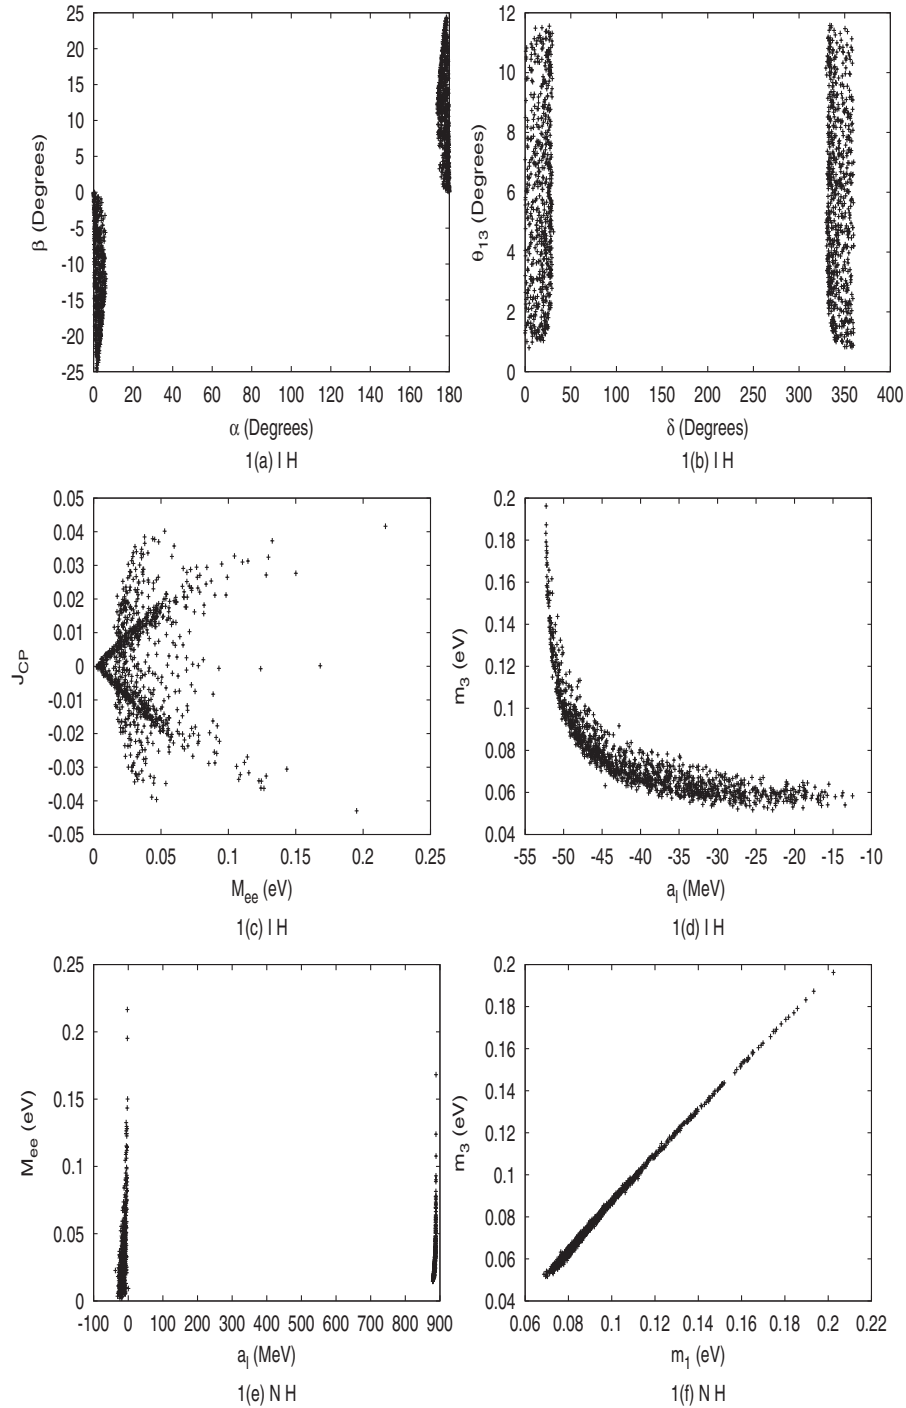 25
20
15
10
5
0
-5
-10
-15
-20
-25
β (Degrees)
0 20 40 60 80 100 120 140 160 180
α (Degrees)
1(a) I H
12
10
8
6
4
2
0
θ13 (Degrees)
0 50 100 150 200 250 300 350 400
δ (Degrees)
1(b) I H
0.05
0.04
0.03
0.02
0.01
0
-0.01
-0.02
-0.03
-0.04
-0.05
JCP
0 0.05 0.1 0.15 0.2 0.25
Mee (eV)
1(c) I H
0.2
0.18
0.16
0.14
0.12
0.1
0.08
0.06
0.04
m3 (eV)
-55 -50 -45 -40 -35 -30 -25 -20 -15 -10
al (MeV)
1(d) I H
0.25
0.2
0.15
0.1
0.05
0
Mee (eV)
-100 0 100 200 300 400 500 600 700 800 900
al (MeV)
1(e) N H
0.2
0.18
0.16
0.14
0.12
0.1
0.08
0.06
0.04
m3 (eV)
0.06 0.08 0.1 0.12 0.14 0.16 0.18 0.2 0.22
m1 (eV)
1(f) N H